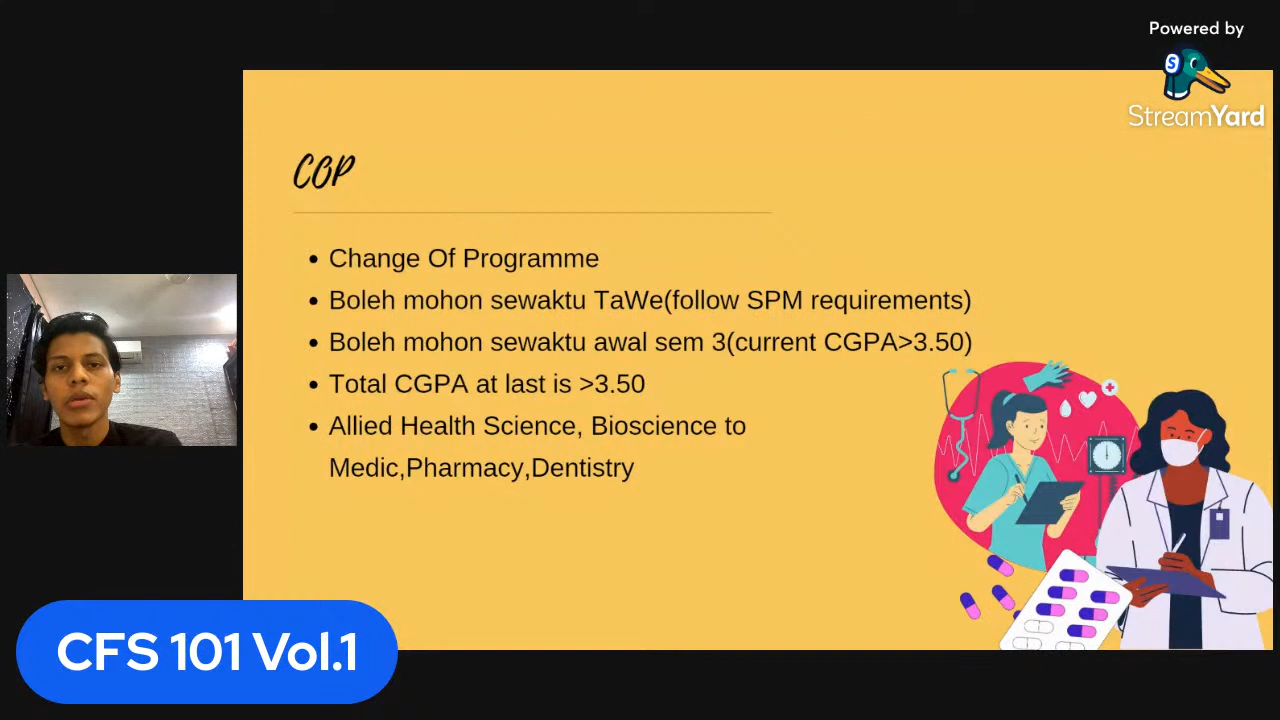 Powered by
StreamYard
COP
• Change Of Programme
• Boleh mohon sewaktu TaWe(follow SPM requirements)
• Boleh mohon sewaktu awal sem 3(current CGPA>3.50)
• Total CGPA at last is >3.50
• Allied Health Science, Bioscience to
Medic,Pharmacy,Dentistry
CFS 101 Vol.1